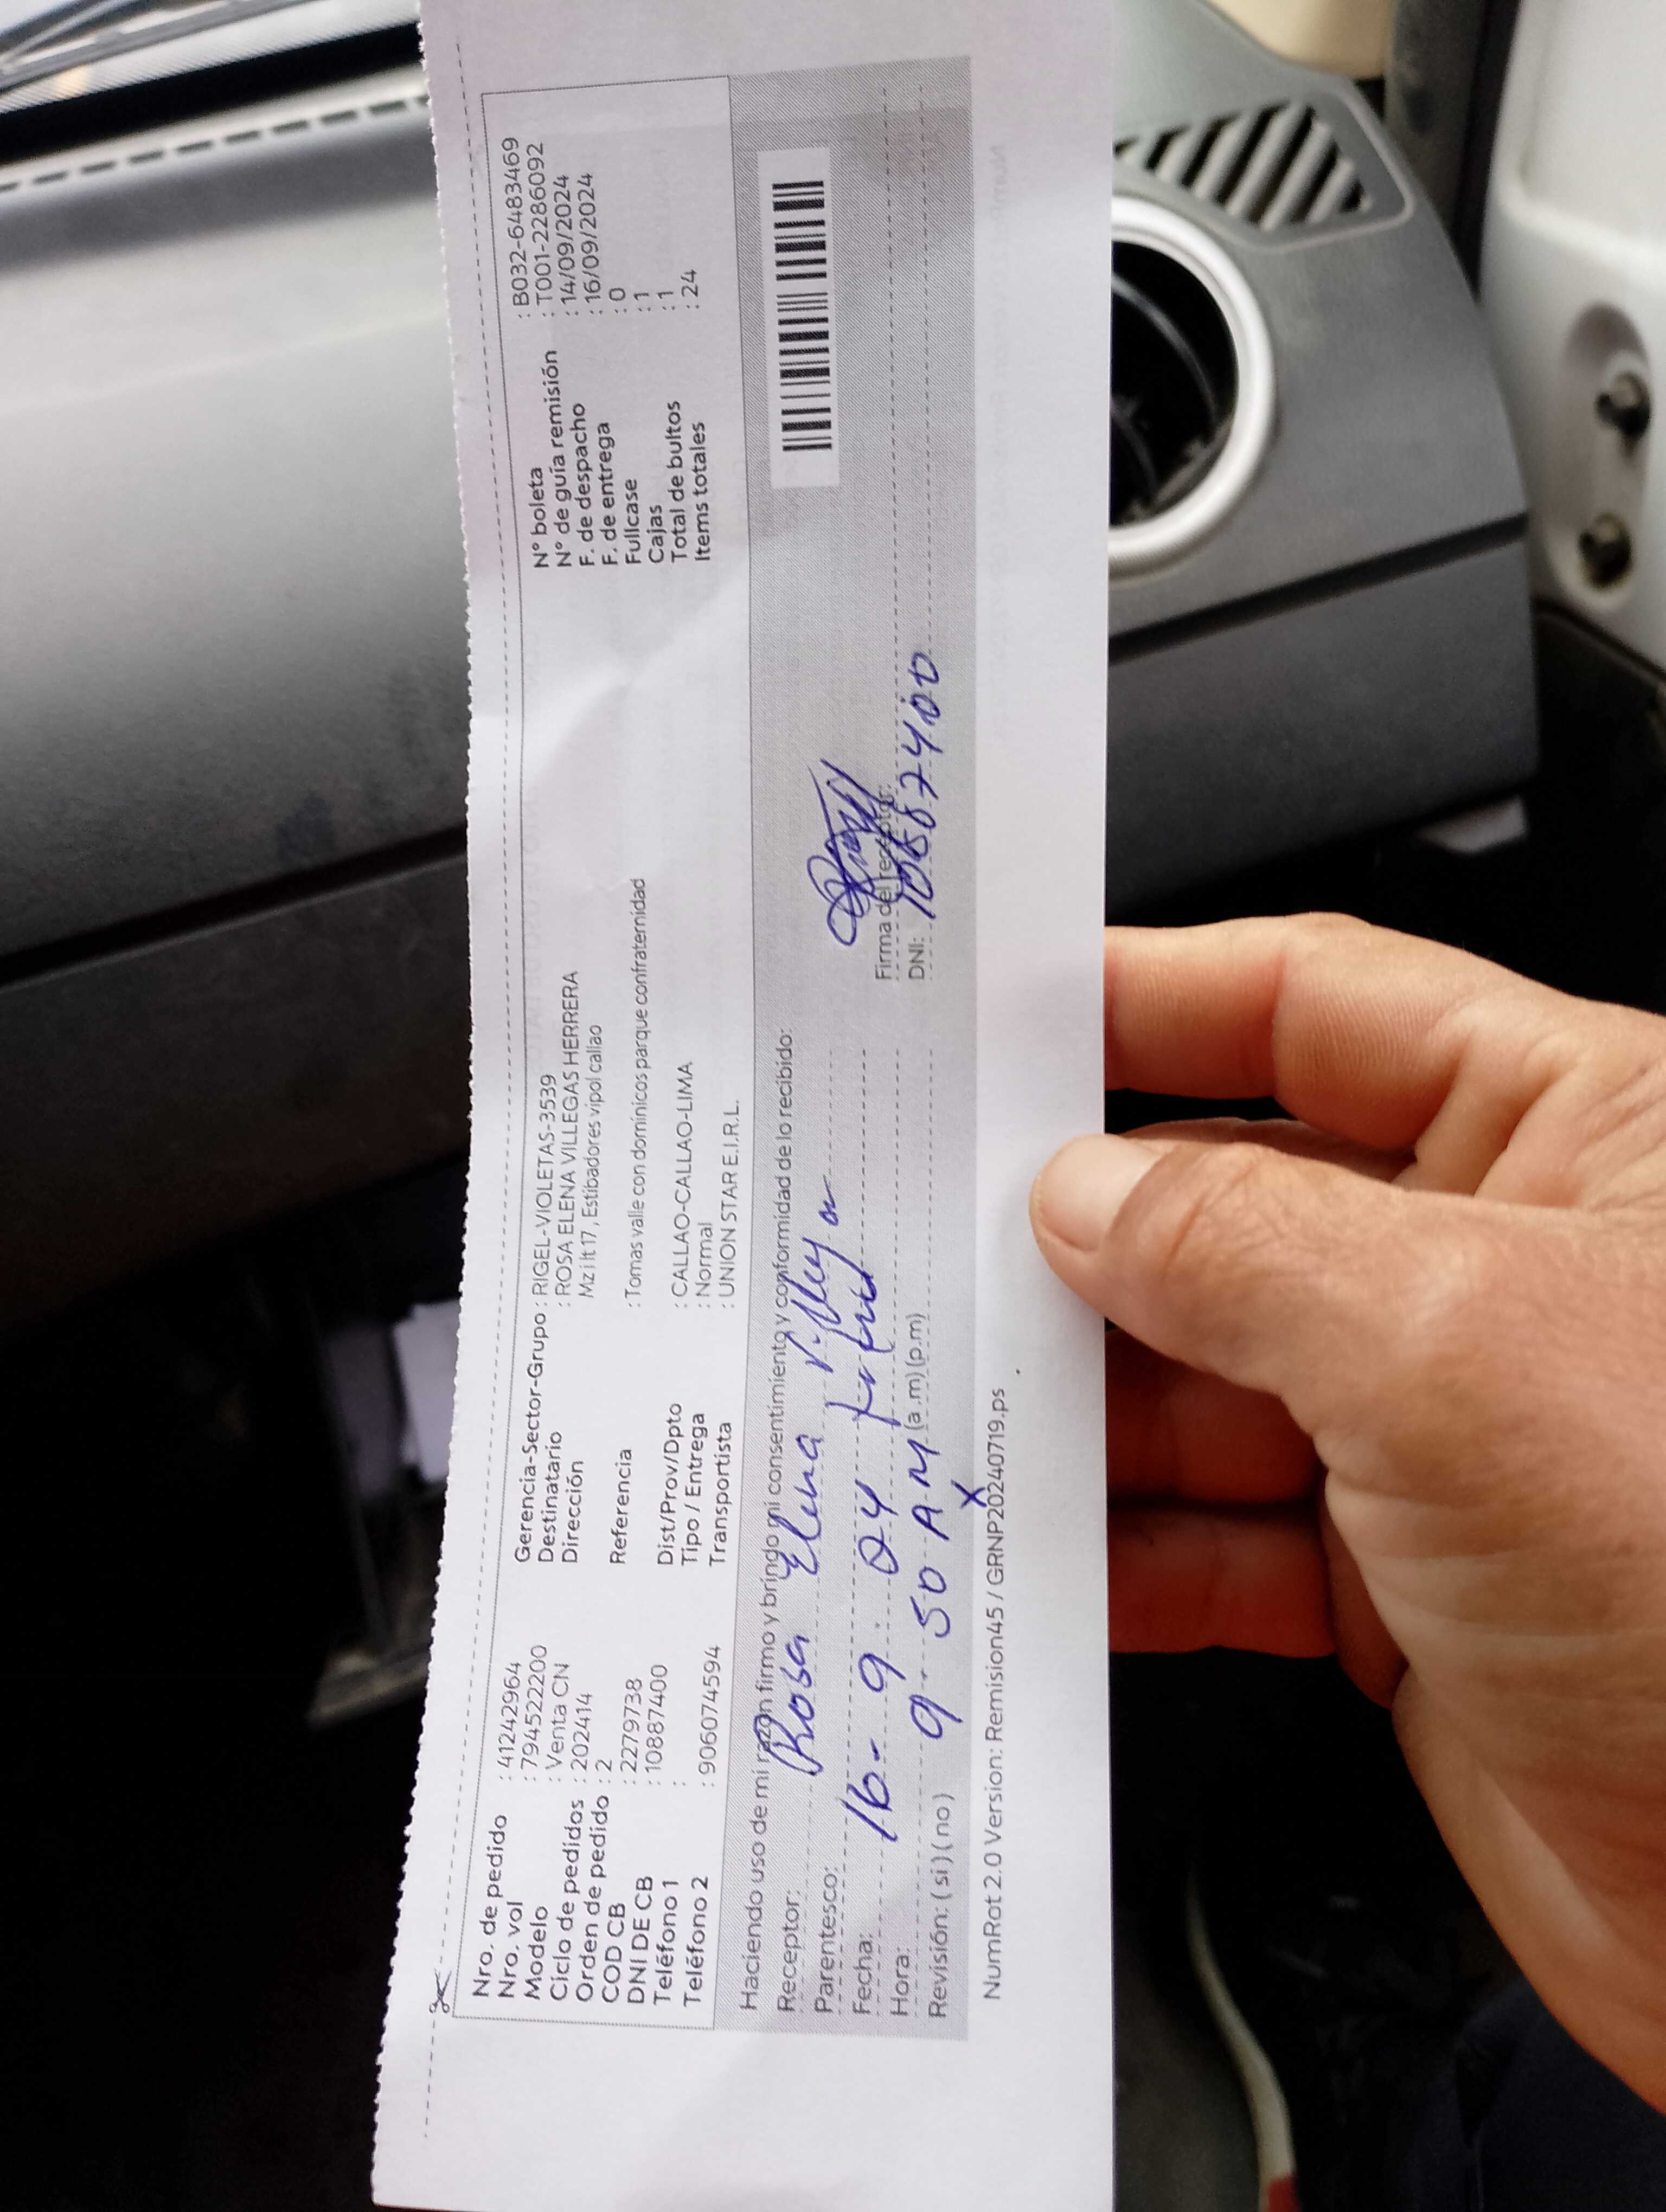 Nro. de pedido : 41242964
Nro. vol : 794522200
Modelo : Venta CN
Ciclo de pedidos : 202414
Orden de pedido : 2
COD CB : 2279738
DNI DE CB : 10887400
Teléfono 1 :
Teléfono 2 : 906074594
Gerencia-Sector-Grupo : RIGEL-VIOLETAS-3539
Destinatario : ROSA ELENA VILLEGAS HERRERA
Dirección Mz i lt 17, Estibadores vipol callao
Referencia : Tomas valle con dominicos parque confraternidad
Dist/Prov/Dpto : CALLAO-CALLAO-LIMA
Tipo / Entrega : Normal
Transportista : UNION STAR E.I.R.L.
N° boleta : B032-6483469
N° de guía remisión : T001-2286092
F. de despacho : 14/09/2024
F. de entrega : 16/09/2024
Fullcase : 0
Cajas : 1
Total de bultos : 1
Items totales : 24
Haciendo uso de mi razón firmo y brindo mi consentimiento y conformidad de lo recibido:
Receptor: Rosa Elena
Parentesco:
Fecha: 16-9.24
Hora: 9-50 AM (a.m) (p.m)
Revisión: (si) (no) X
Firma del receptor:
DNI: 10887400
NumRot 2.0 Version: Remision45 / GRNP20240719.ps